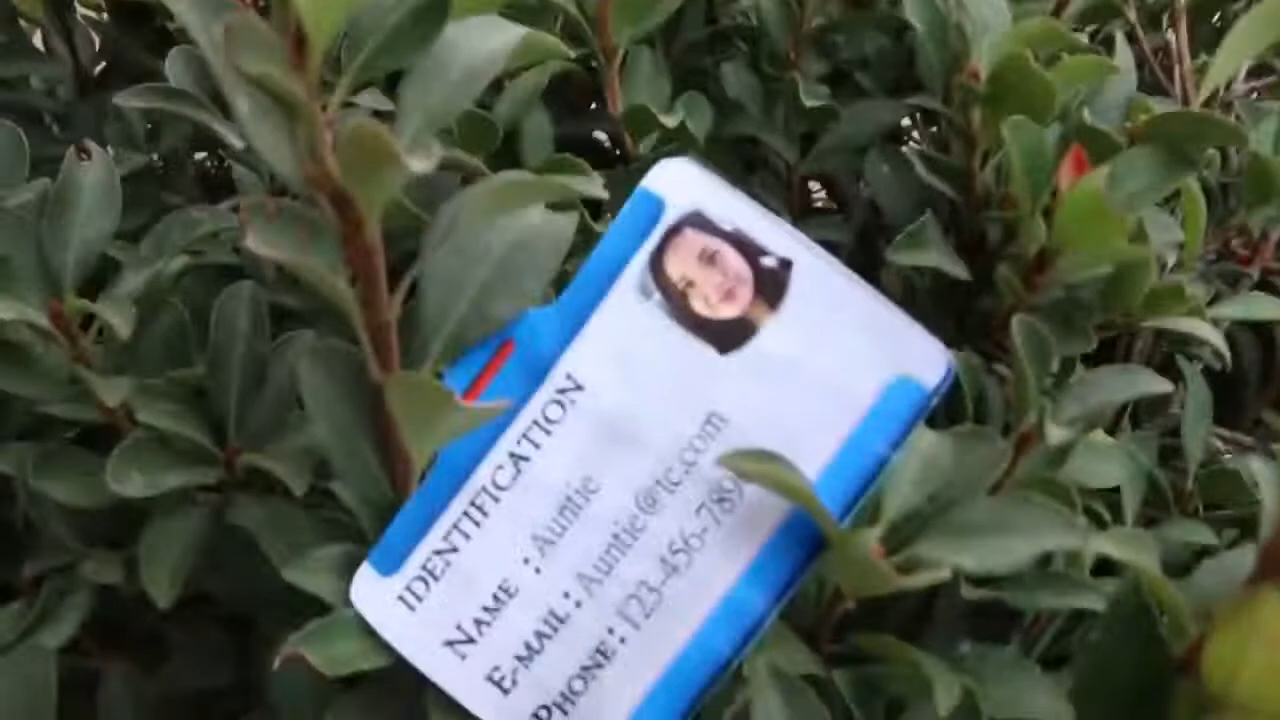 IDENTIFICATION
NAME : Auntie
E-MAIL : Auntie@tc.com
PHONE : 123-456-789